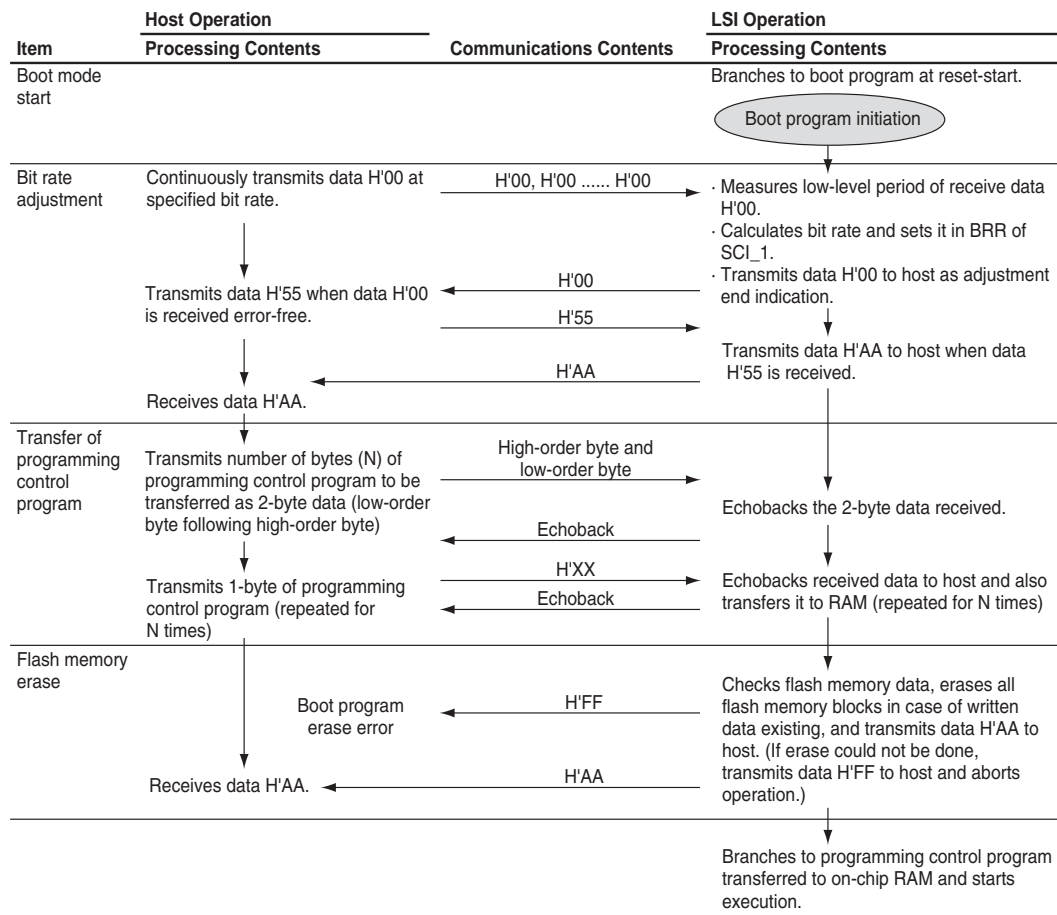 Host Operation
LSI Operation
Item
Processing Contents
Communications Contents
Processing Contents
Boot mode
start
Branches to boot program at reset-start.
Boot program initiation
Bit rate
adjustment
Continuously transmits data H'00 at
specified bit rate.
H'00, H'00 ...... H'00
· Measures low-level period of receive data
H'00.
· Calculates bit rate and sets it in BRR of
SCI_1.
· Transmits data H'00 to host as adjustment
end indication.
H'00
Transmits data H'55 when data H'00
is received error-free.
H'55
Transmits data H'AA to host when data
H'55 is received.
H'AA
Receives data H'AA.
Transfer of
programming
control
program
Transmits number of bytes (N) of
programming control program to be
transferred as 2-byte data (low-order
byte following high-order byte)
High-order byte and
low-order byte
Echobacks the 2-byte data received.
Echoback
Transmits 1-byte of programming
control program (repeated for
N times)
H'XX
Echoback
Echobacks received data to host and also
transfers it to RAM (repeated for N times)
Flash memory
erase
Boot program
erase error
H'FF
Checks flash memory data, erases all
flash memory blocks in case of written
data existing, and transmits data H'AA to
host. (If erase could not be done,
transmits data H'FF to host and aborts
operation.)
Receives data H'AA.
H'AA
Branches to programming control program
transferred to on-chip RAM and starts
execution.